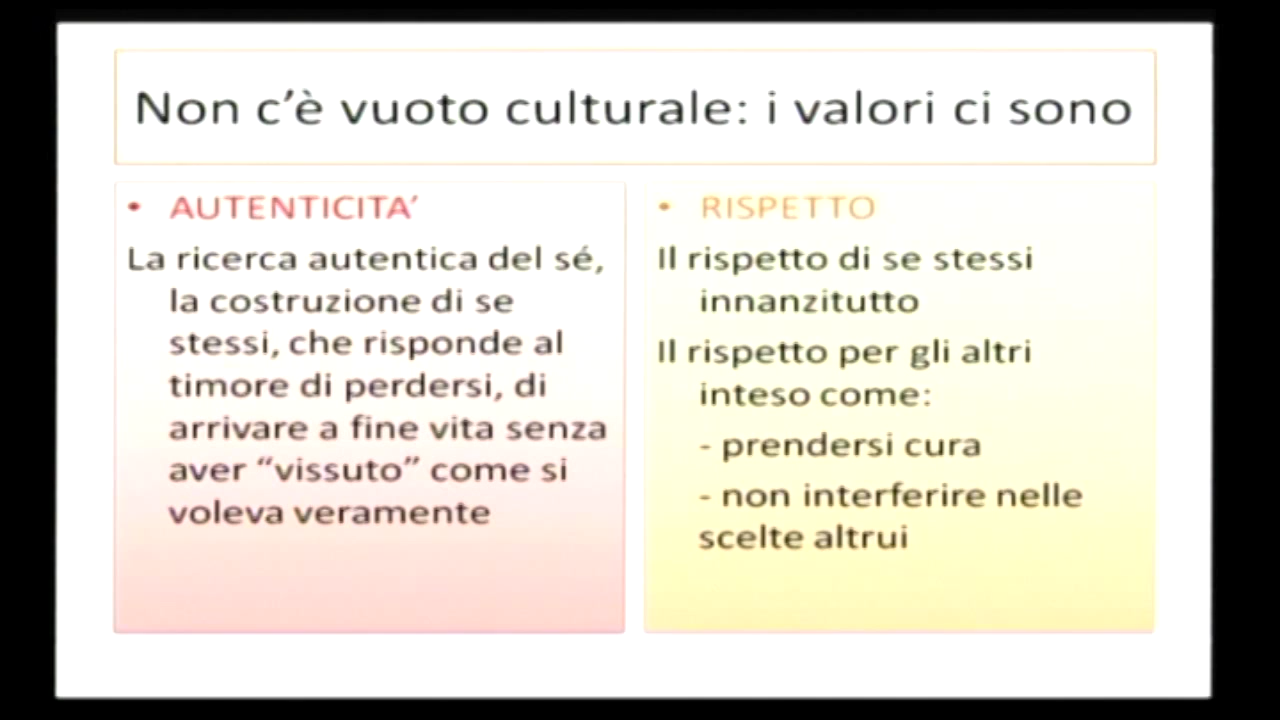 Non c'è vuoto culturale: i valori ci sono
• AUTENTICITA'
La ricerca autentica del sé,
la costruzione di se
stessi, che risponde al
timore di perdersi, di
arrivare a fine vita senza
aver “vissuto” come si
voleva veramente
• RISPETTO
Il rispetto di se stessi
innanzitutto
Il rispetto per gli altri
inteso come:
- prendersi cura
- non interferire nelle
scelte altrui